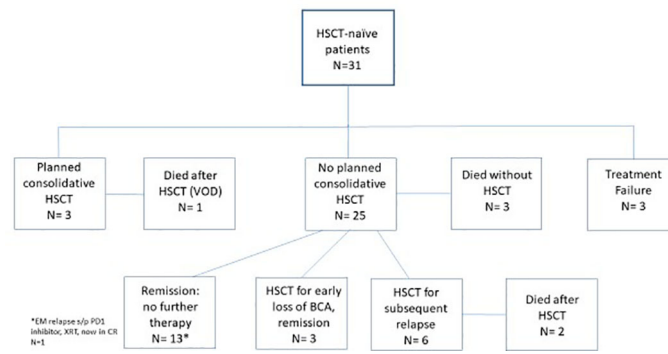 HSCT-naïve
patients
N=31
Planned
consolidative
HSCT
N= 3
Died after
HSCT (VOD)
N= 1
No planned
consolidative
HSCT
N= 25
Died without
HSCT
N= 3
Treatment
Failure
N= 3
Remission:
no further
therapy
N= 13*
HSCT for early
loss of BCA,
remission
N= 3
HSCT for
subsequent
relapse
N= 6
Died after
HSCT
N= 2
*EM relapse s/p PD1
inhibitor, XRT, now in CR
N=1